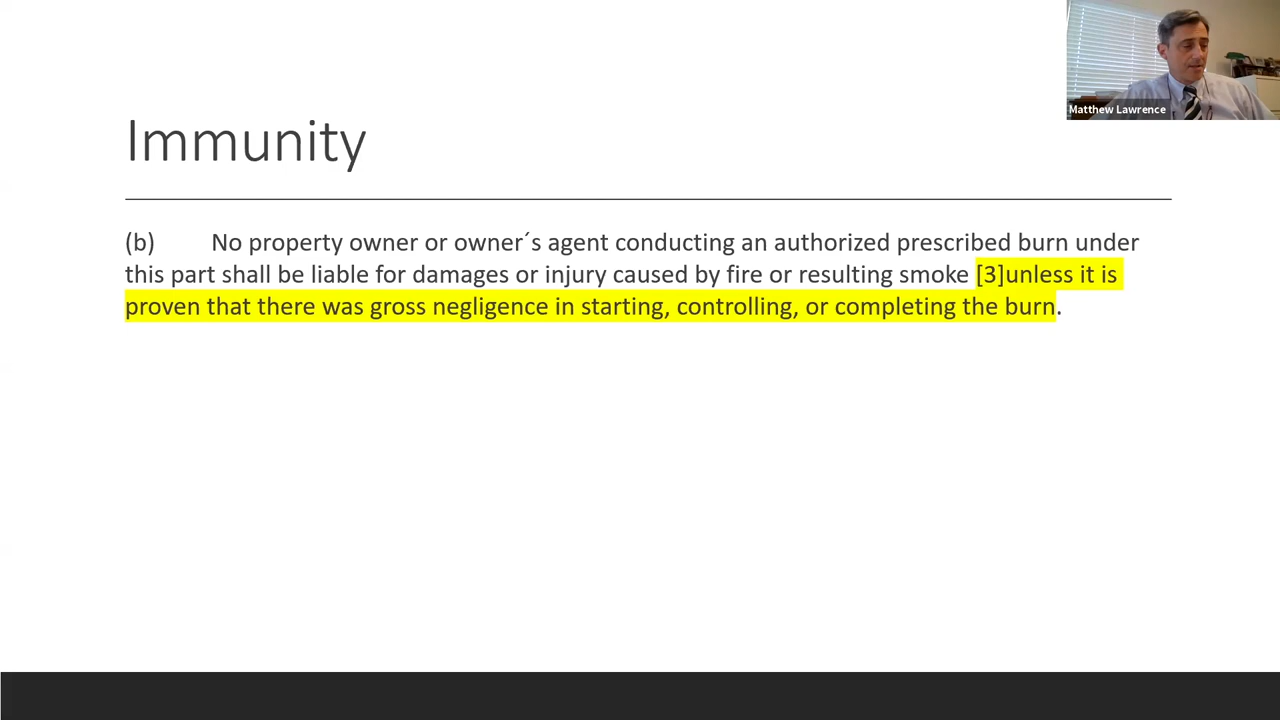 Matthew Lawrence
Immunity
(b) No property owner or owner´s agent conducting an authorized prescribed burn under
this part shall be liable for damages or injury caused by fire or resulting smoke [3]unless it is
proven that there was gross negligence in starting, controlling, or completing the burn.